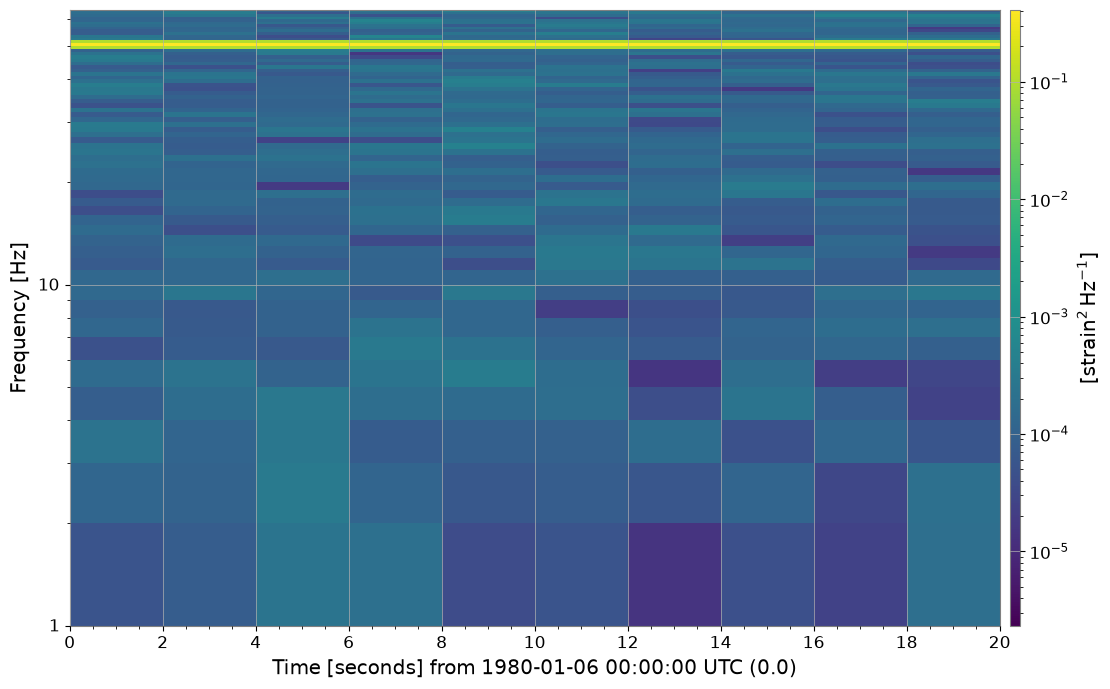 Frequency [Hz]
10
1
0 2 4 6 8 10 12 14 16 18 20
Time [seconds] from 1980-01-06 00:00:00 UTC (0.0)
10⁻¹
10⁻²
10⁻³
10⁻⁴
10⁻⁵
[strain² Hz⁻¹]